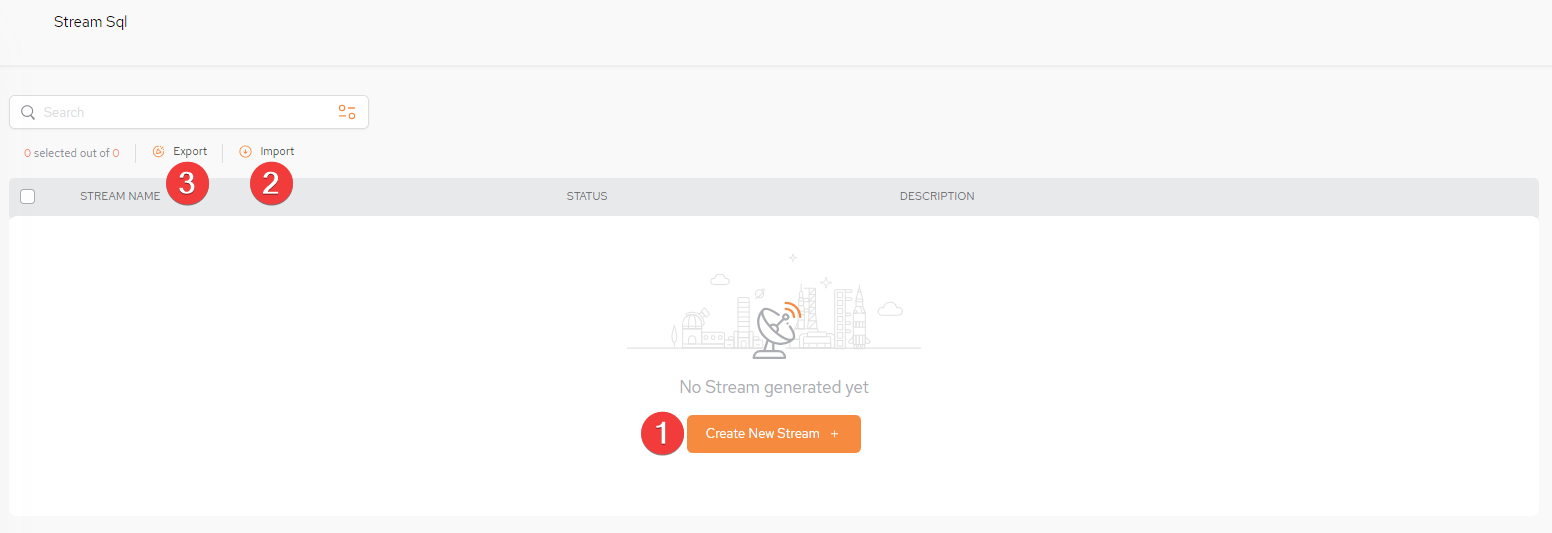 Stream Sql
Search
0 selected out of 0 Export Import
3 2
STREAM NAME STATUS DESCRIPTION
No Stream generated yet
1 Create New Stream +